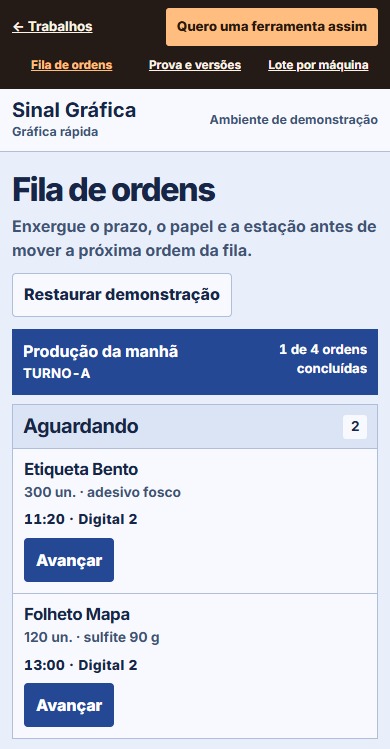 ← Trabalhos
Quero uma ferramenta assim
Fila de ordens
Prova e versões
Lote por máquina
Sinal Gráfica
Gráfica rápida
Ambiente de demonstração
Fila de ordens
Enxergue o prazo, o papel e a estação antes de
mover a próxima ordem da fila.
Restaurar demonstração
Produção da manhã
TURNO-A
1 de 4 ordens
concluídas
Aguardando
2
Etiqueta Bento
300 un. · adesivo fosco
11:20 · Digital 2
Avançar
Folheto Mapa
120 un. · sulfite 90 g
13:00 · Digital 2
Avançar